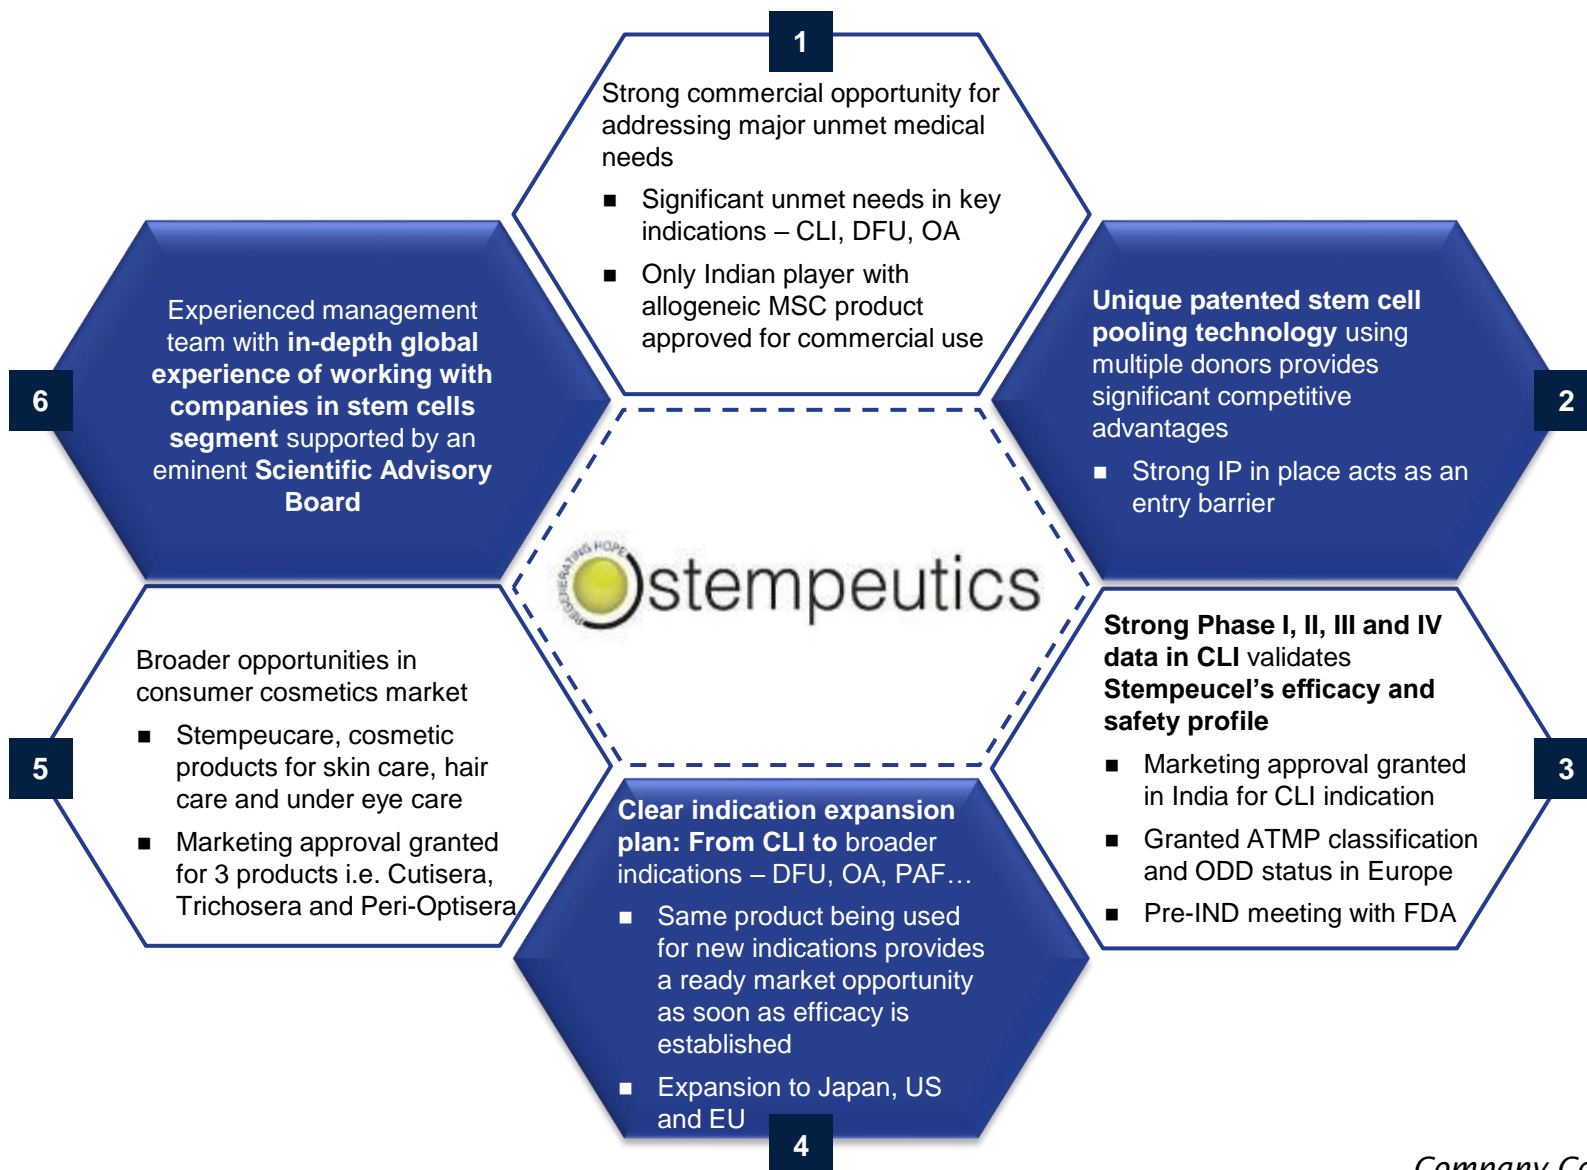 1
Strong commercial opportunity for
addressing major unmet medical
needs
■ Significant unmet needs in key
indications – CLI, DFU, OA
■ Only Indian player with
allogeneic MSC product
approved for commercial use
2
Unique patented stem cell
pooling technology using
multiple donors provides
significant competitive
advantages
■ Strong IP in place acts as an
entry barrier
3
Strong Phase I, II, III and IV
data in CLI validates
Stempeucel's efficacy and
safety profile
■ Marketing approval granted
in India for CLI indication
■ Granted ATMP classification
and ODD status in Europe
■ Pre-IND meeting with FDA
4
Clear indication expansion
plan: From CLI to broader
indications – DFU, OA, PAF…
■ Same product being used
for new indications provides
a ready market opportunity
as soon as efficacy is
established
■ Expansion to Japan, US
and EU
5
Broader opportunities in
consumer cosmetics market
■ Stempeucare, cosmetic
products for skin care, hair
care and under eye care
■ Marketing approval granted
for 3 products i.e. Cutisera,
Trichosera and Peri-Optisera
6
Experienced management
team with in-depth global
experience of working with
companies in stem cells
segment supported by an
eminent Scientific Advisory
Board
REGENERATING HOPE
stempeutics
Company